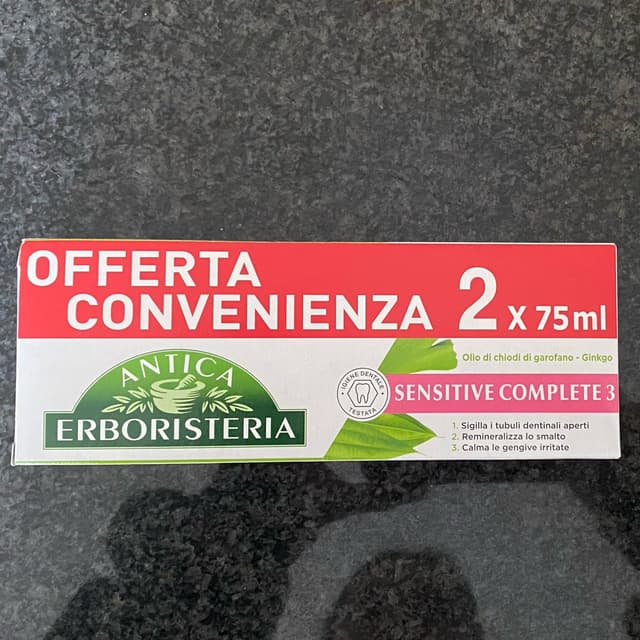 OFFERTA
CONVENIENZA
2 x 75ml
ANTICA
ERBORISTERIA
IGIENE DENTALE
TESTATA
Olio di chiodi di garofano - Ginkgo
SENSITIVE COMPLETE 3
1. Sigilla i tubuli dentinali aperti
2. Remineralizza lo smalto
3. Calma le gengive irritate